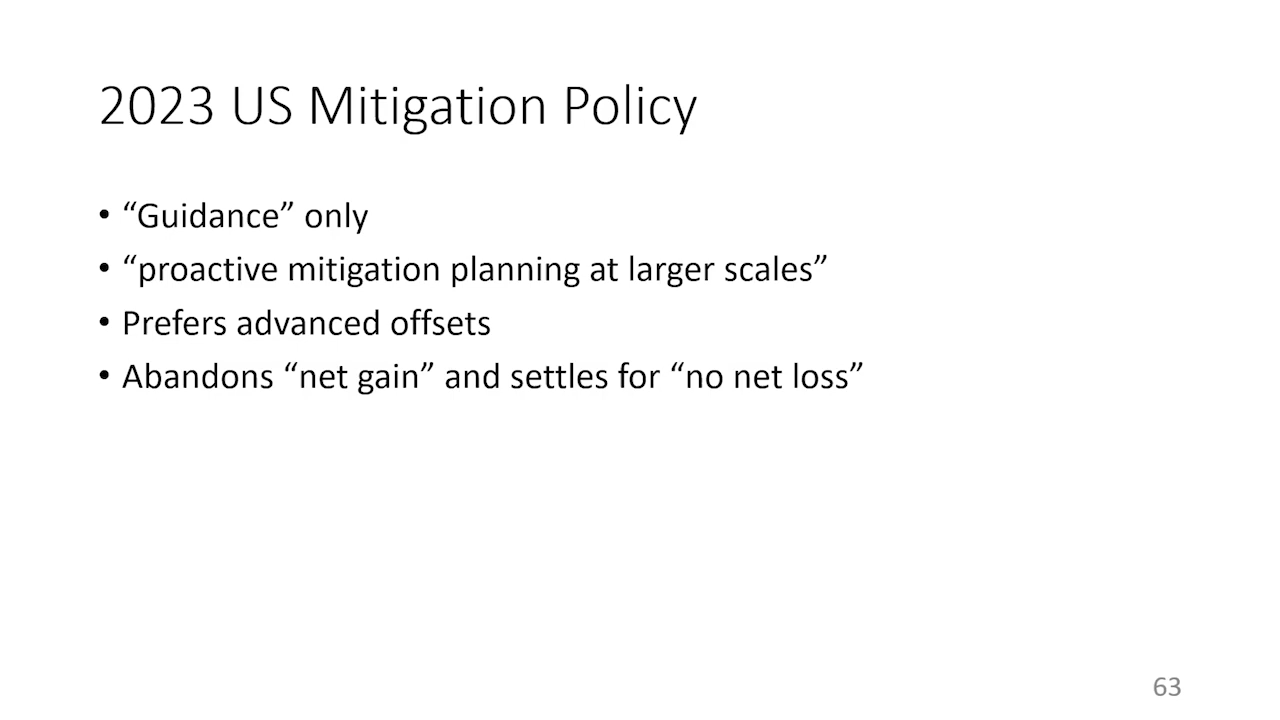 2023 US Mitigation Policy
• “Guidance” only
• “proactive mitigation planning at larger scales”
• Prefers advanced offsets
• Abandons “net gain” and settles for “no net loss”
63